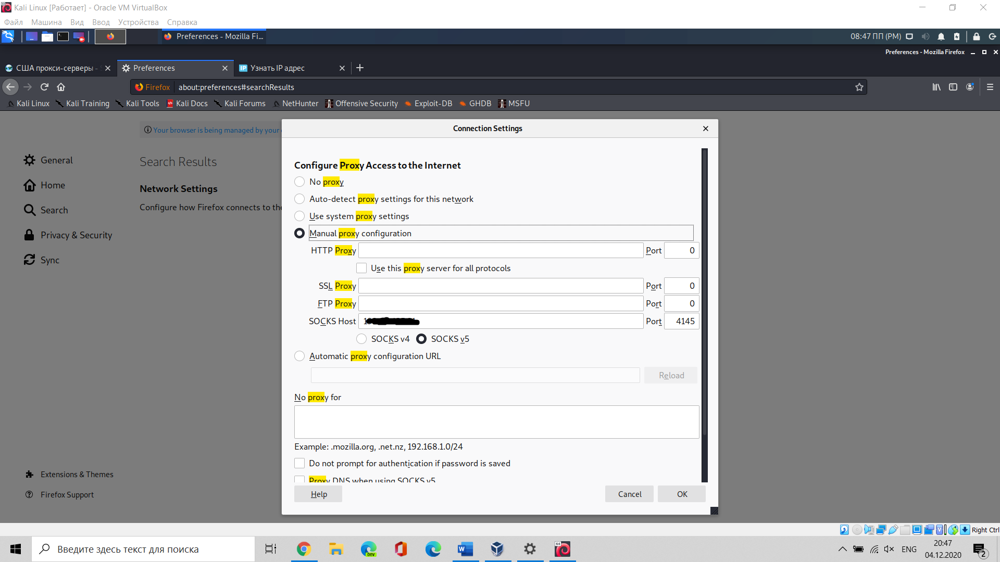 Kali Linux [Работает] - Oracle VM VirtualBox
Файл Машина Вид Ввод Устройства Справка
Preferences - Mozilla Fi... 08:47 ПП (PM)
Preferences - Mozilla Firefox
США прокси-серверы - Preferences Узнать IP адрес
Firefox about:preferences#searchResults
Kali Linux Kali Training Kali Tools Kali Docs Kali Forums NetHunter Offensive Security Exploit-DB GHDB MSFU
Your browser is being managed by your
Connection Settings
General
Home
Search
Privacy & Security
Sync
Search Results
Network Settings
Configure how Firefox connects to the
Configure Proxy Access to the Internet
No proxy
Auto-detect proxy settings for this network
Use system proxy settings
Manual proxy configuration
HTTP Proxy Port 0
Use this proxy server for all protocols
SSL Proxy Port 0
FTP Proxy Port 0
SOCKS Host Port 4145
SOCKS v4 SOCKS v5
Automatic proxy configuration URL
Reload
No proxy for
Example: .mozilla.org, .net.nz, 192.168.1.0/24
Do not prompt for authentication if password is saved
Proxy DNS when using SOCKS v5
Help Cancel OK
Extensions & Themes
Firefox Support
Right Ctrl
Введите здесь текст для поиска
DEV
64
ENG
20:47
04.12.2020
2